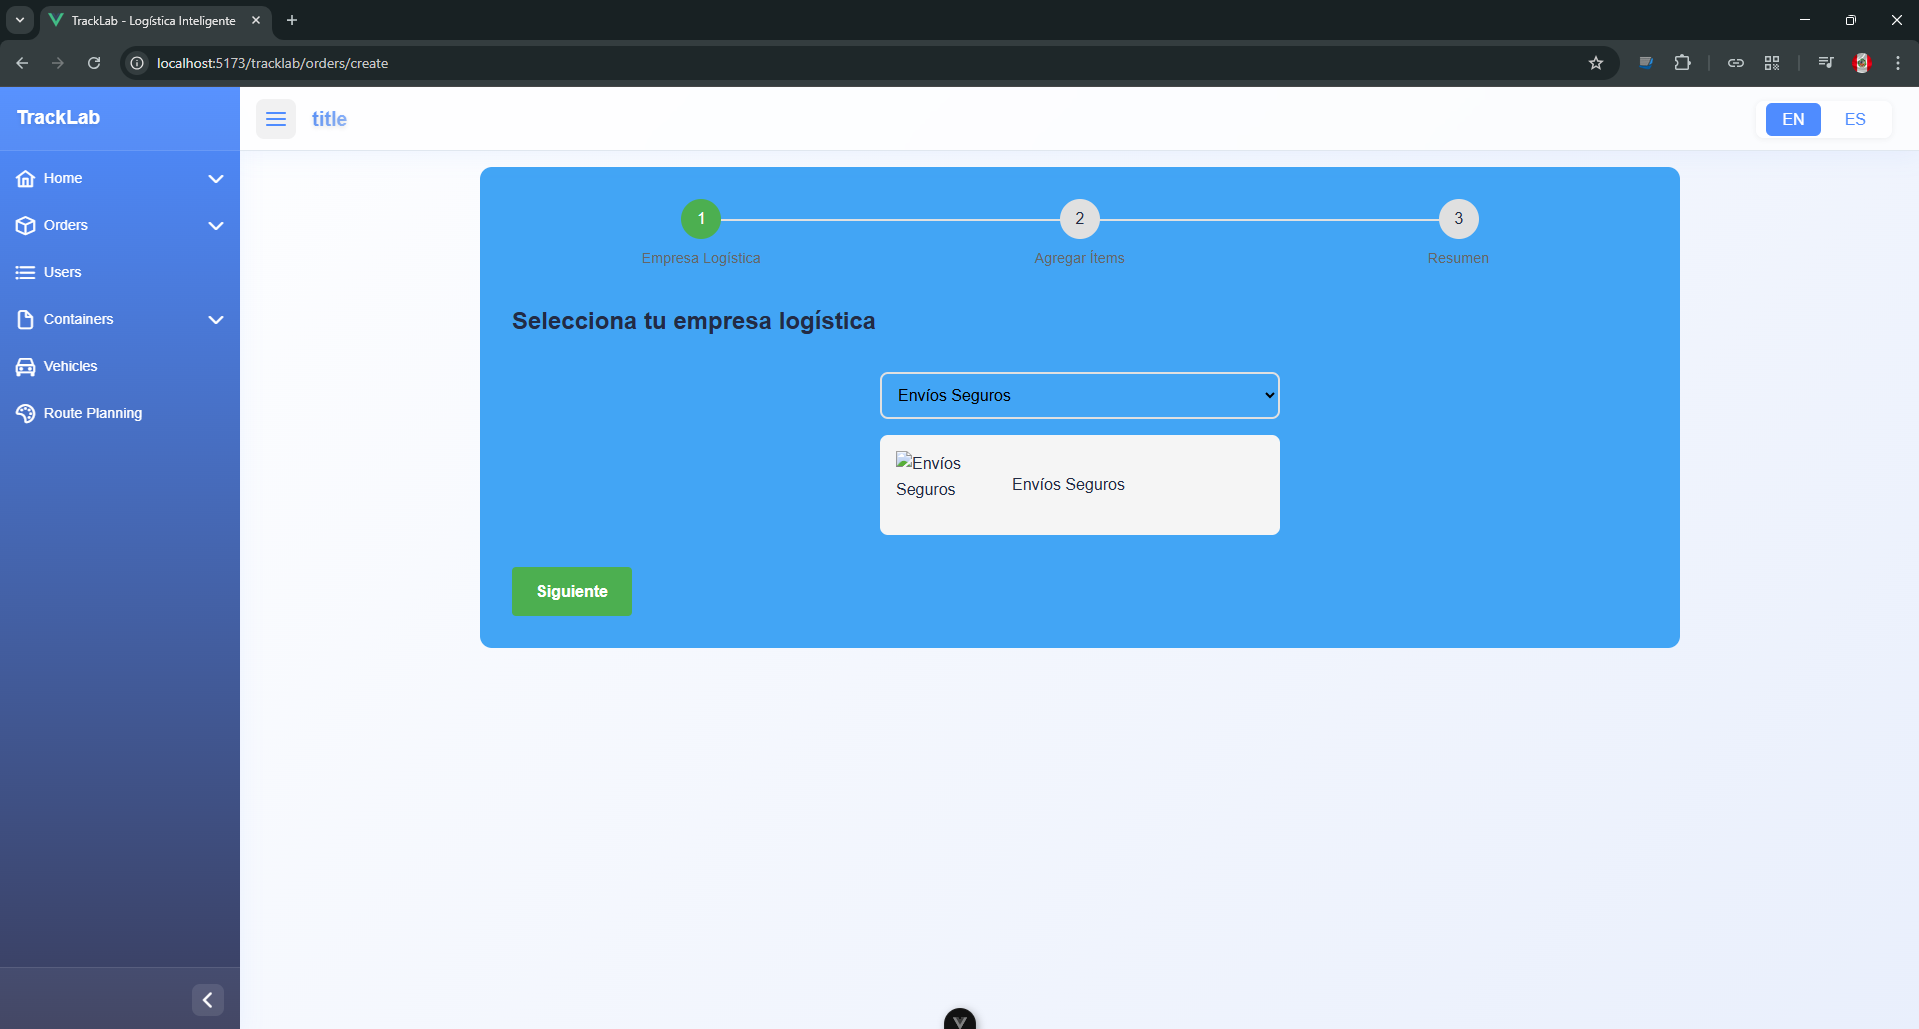 TrackLab - Logística Inteligente
localhost:5173/tracklab/orders/create
TrackLab
title
EN
ES
Home
Orders
Users
Containers
Vehicles
Route Planning
1
2
3
Empresa Logística
Agregar Ítems
Resumen
Selecciona tu empresa logística
Envíos Seguros
Envíos
Seguros
Envíos Seguros
Siguiente